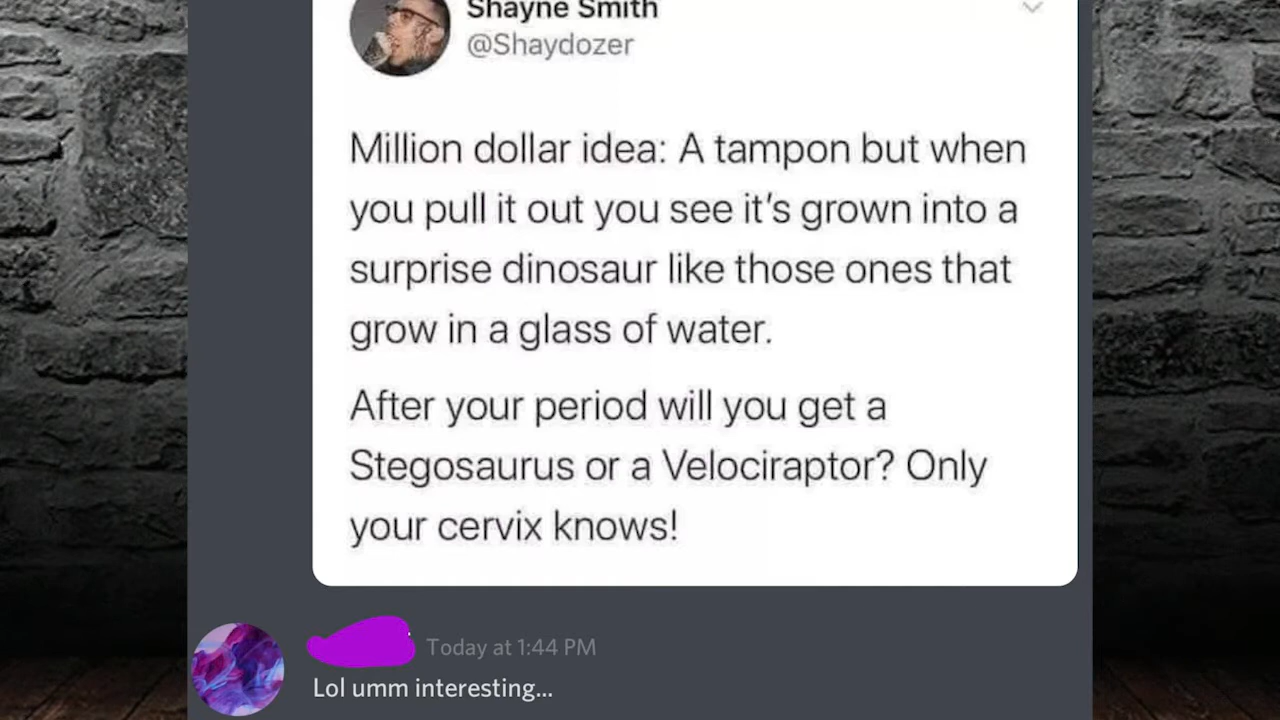 Shayne Smith
@Shaydozer
Million dollar idea: A tampon but when
you pull it out you see it's grown into a
surprise dinosaur like those ones that
grow in a glass of water.
After your period will you get a
Stegosaurus or a Velociraptor? Only
your cervix knows!
Today at 1:44 PM
Lol umm interesting...